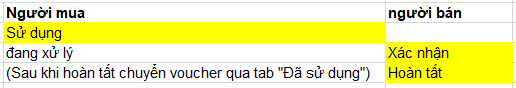 Người mua người bán
Sử dụng
đang xử lý Xác nhận
(Sau khi hoàn tất chuyển voucher qua tab "Đã sử dụng") Hoàn tất